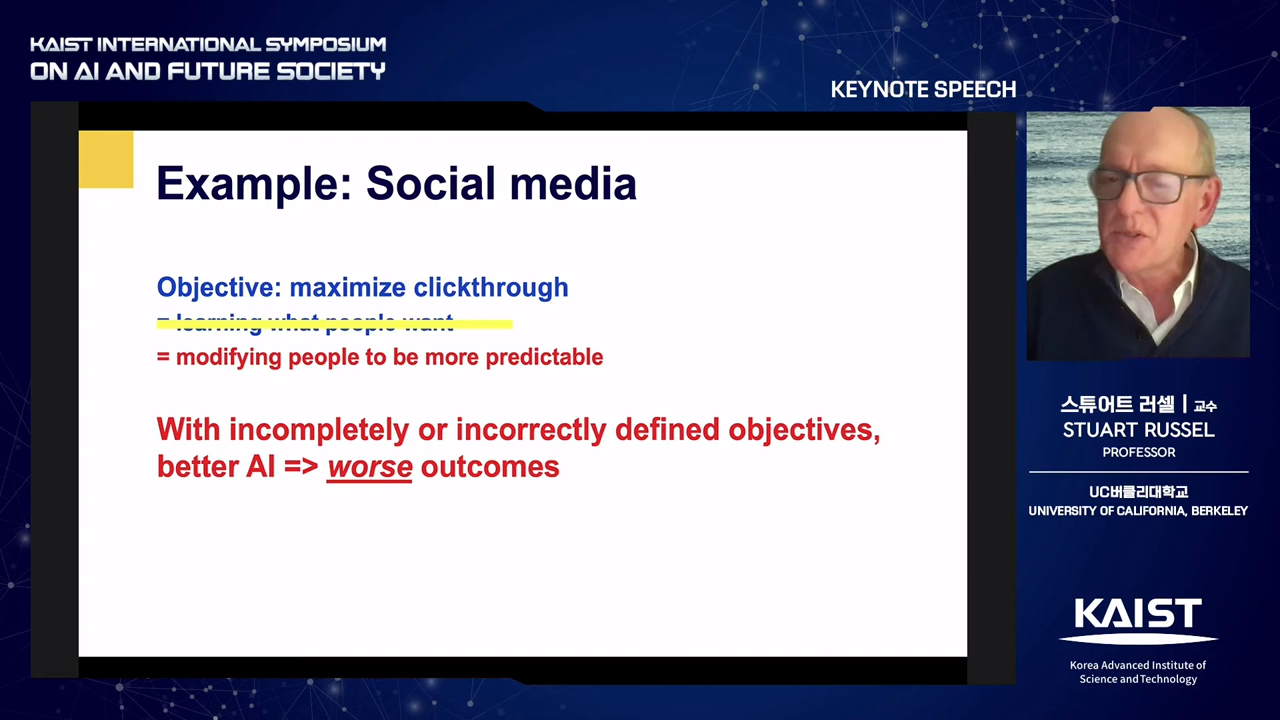 KAIST INTERNATIONAL SYMPOSIUM
ON AI AND FUTURE SOCIETY
KEYNOTE SPEECH
Example: Social media
Objective: maximize clickthrough
= learning what people want
= modifying people to be more predictable
With incompletely or incorrectly defined objectives,
better AI => worse outcomes
스튜어트 러셀 | 교수
STUART RUSSEL
PROFESSOR
UC버클리대학교
UNIVERSITY OF CALIFORNIA, BERKELEY
KAIST
Korea Advanced Institute of
Science and Technology